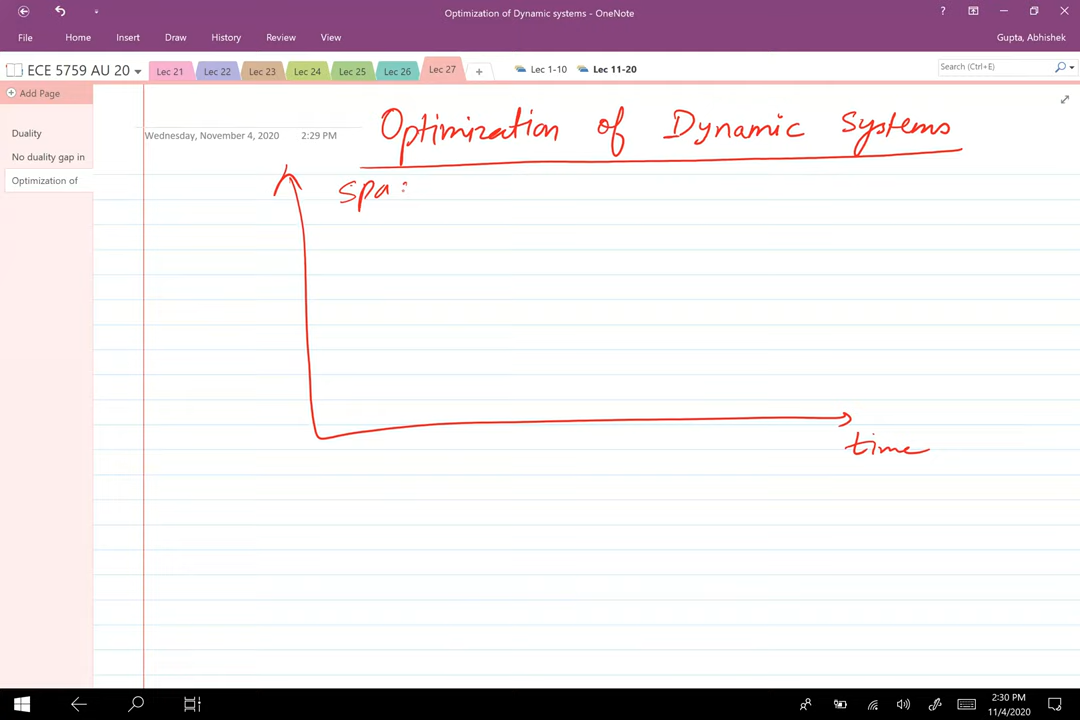 Optimization of Dynamic systems - OneNote
File Home Insert Draw History Review View
Gupta, Abhishek
ECE 5759 AU 20
Lec 21 Lec 22 Lec 23 Lec 24 Lec 25 Lec 26 Lec 27
Lec 1-10 Lec 11-20
Search (Ctrl+E)
Add Page
Duality
No duality gap in
Optimization of
Wednesday, November 4, 2020 2:29 PM
Optimization of Dynamic Systems
time
2:30 PM
11/4/2020